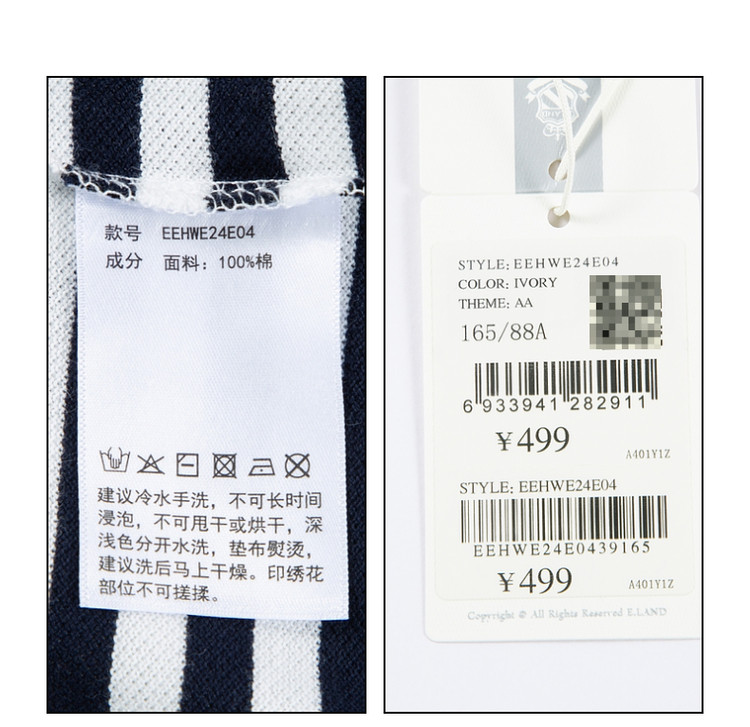 款号 EEHWE24E04
成分 面料：100%棉
建议冷水手洗，不可长时间
浸泡，不可甩干或烘干，深
浅色分开水洗，垫布熨烫，
建议洗后马上干燥。印绣花
部位不可搓揉。
STYLE: EEHWE24E04
COLOR: IVORY
THEME: AA
165/88A
6 933941 282911
¥499
A401Y1Z
STYLE: EEHWE24E04
EEHWE24E0439165
¥499
A401Y1Z
Copyright © All Rights Reserved E.LAND